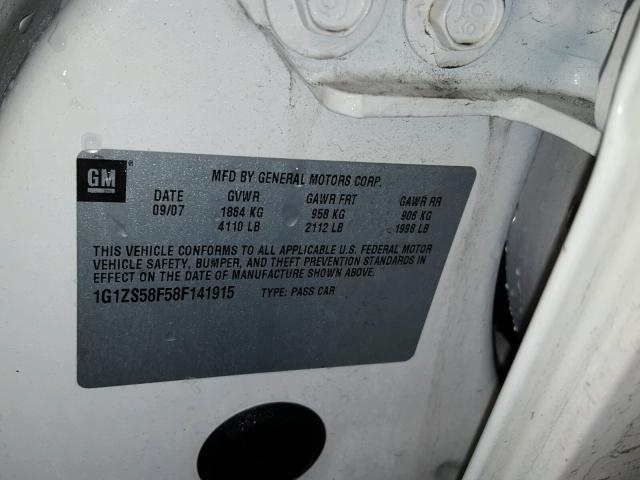 GM
MFD BY GENERAL MOTORS CORP.
DATE GVWR GAWR FRT GAWR RR
09/07 1864 KG 958 KG 906 KG
4110 LB 2112 LB 1998 LB
THIS VEHICLE CONFORMS TO ALL APPLICABLE U.S. FEDERAL MOTOR
VEHICLE SAFETY, BUMPER, AND THEFT PREVENTION STANDARDS IN
EFFECT ON THE DATE OF MANUFACTURE SHOWN ABOVE.
1G1ZS58F58F141915 TYPE: PASS CAR